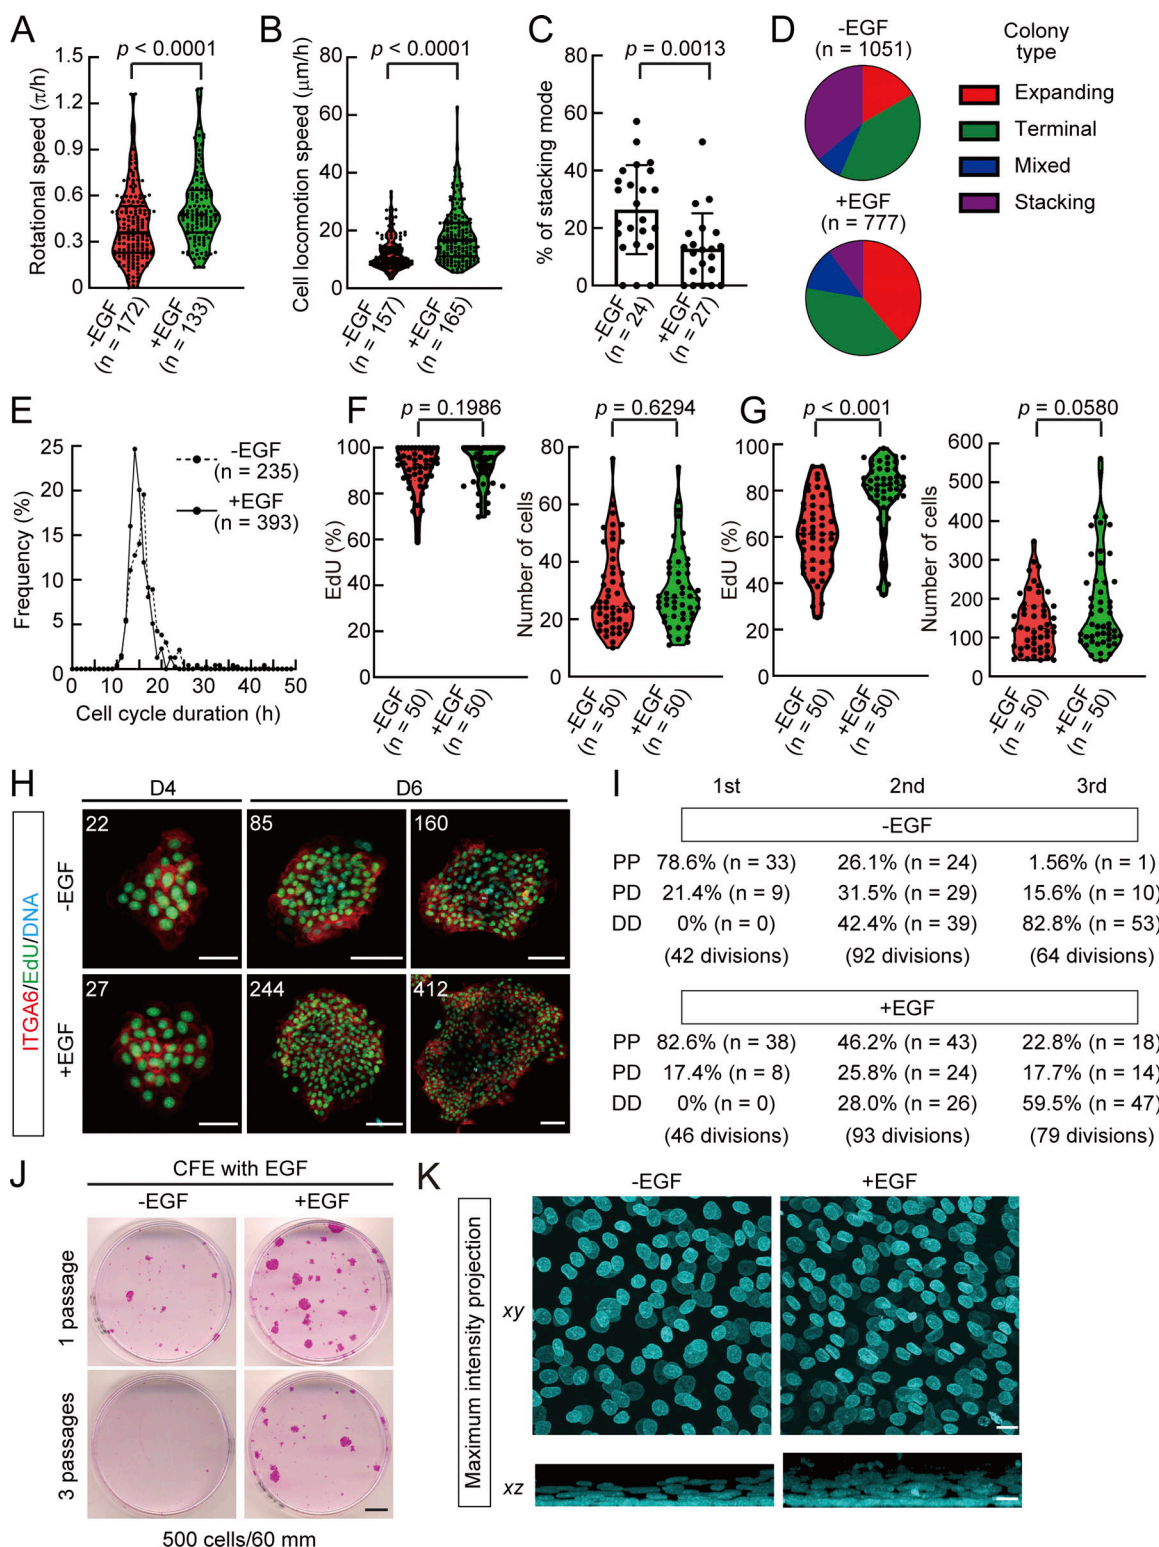 A
p < 0.0001
Rotational speed (π/h)
1.5
1.2
0.9
0.6
0.3
0
-EGF
(n = 172)
+EGF
(n = 133)
B
p < 0.0001
Cell locomotion speed (μm/h)
80
60
40
20
0
-EGF
(n = 157)
+EGF
(n = 165)
C
p = 0.0013
% of stacking mode
80
60
40
20
0
-EGF
(n = 24)
+EGF
(n = 27)
D
-EGF
(n = 1051)
+EGF
(n = 777)
Colony
type
Expanding
Terminal
Mixed
Stacking
E
Frequency (%)
25
20
15
10
5
0
0 10 20 30 40 50
Cell cycle duration (h)
-EGF
(n = 235)
+EGF
(n = 393)
F
p = 0.1986
EdU (%)
100
80
60
40
20
0
-EGF
(n = 50)
+EGF
(n = 50)
p = 0.6294
Number of cells
80
60
40
20
0
-EGF
(n = 50)
+EGF
(n = 50)
G
p < 0.001
EdU (%)
100
80
60
40
20
0
-EGF
(n = 50)
+EGF
(n = 50)
p = 0.0580
Number of cells
600
500
400
300
200
100
0
-EGF
(n = 50)
+EGF
(n = 50)
H
D4 D6
ITGA6/EdU/DNA
-EGF
22 85 160
+EGF
27 244 412
I
1st 2nd 3rd
-EGF
PP 78.6% (n = 33) 26.1% (n = 24) 1.56% (n = 1)
PD 21.4% (n = 9) 31.5% (n = 29) 15.6% (n = 10)
DD 0% (n = 0) 42.4% (n = 39) 82.8% (n = 53)
(42 divisions) (92 divisions) (64 divisions)
+EGF
PP 82.6% (n = 38) 46.2% (n = 43) 22.8% (n = 18)
PD 17.4% (n = 8) 25.8% (n = 24) 17.7% (n = 14)
DD 0% (n = 0) 28.0% (n = 26) 59.5% (n = 47)
(46 divisions) (93 divisions) (79 divisions)
J
CFE with EGF
-EGF +EGF
1 passage
3 passages
500 cells/60 mm
K
-EGF +EGF
Maximum intensity projection
xy
xz